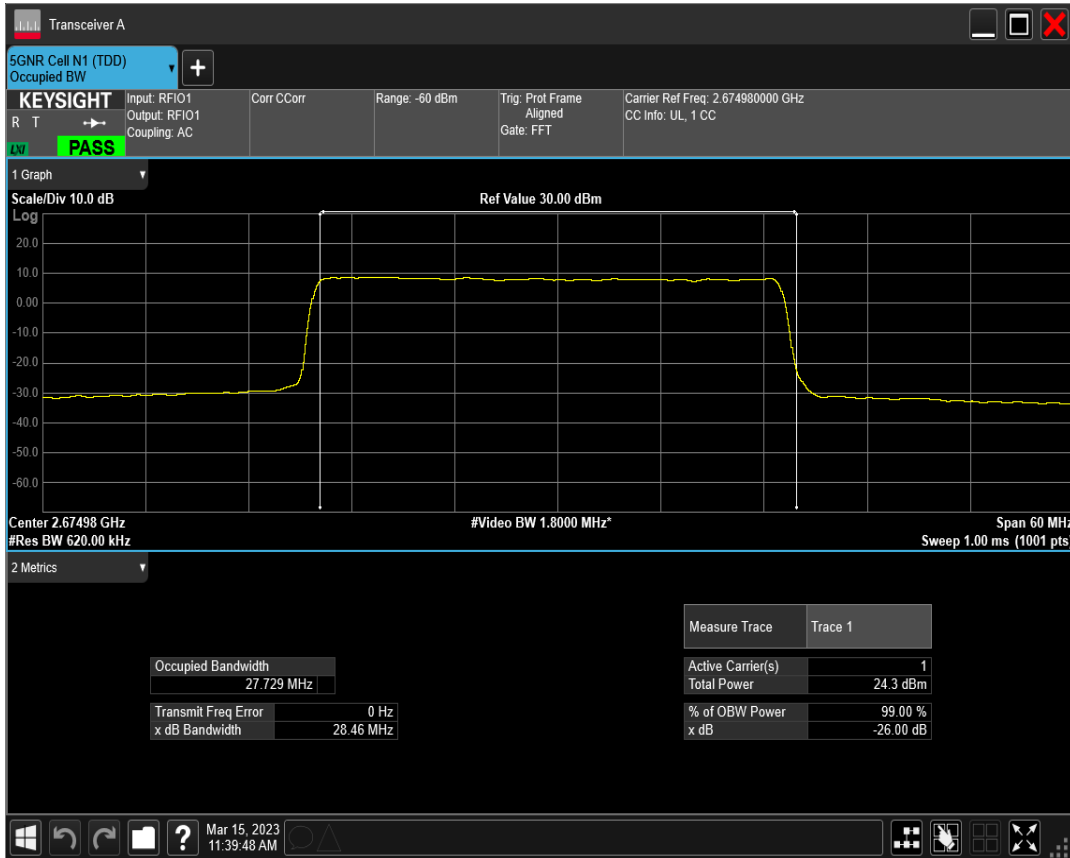 Transceiver A
5GNR Cell N1 (TDD)
Occupied BW
+
KEYSIGHT
R T
LXI
PASS
Input: RFIO1
Output: RFIO1
Coupling: AC
Corr CCorr
Range: -60 dBm
Trig: Prot Frame
Aligned
Gate: FFT
Carrier Ref Freq: 2.674980000 GHz
CC Info: UL, 1 CC
1 Graph
Scale/Div 10.0 dB
Ref Value 30.00 dBm
Log
20.0
10.0
0.00
-10.0
-20.0
-30.0
-40.0
-50.0
-60.0
Center 2.67498 GHz
#Video BW 1.8000 MHz*
Span 60 MHz
#Res BW 620.00 kHz
Sweep 1.00 ms (1001 pts)
2 Metrics
Measure Trace Trace 1
Occupied Bandwidth
27.729 MHz
Active Carrier(s) 1
Total Power 24.3 dBm
Transmit Freq Error 0 Hz
x dB Bandwidth 28.46 MHz
% of OBW Power 99.00 %
x dB -26.00 dB
?
Mar 15, 2023
11:39:48 AM